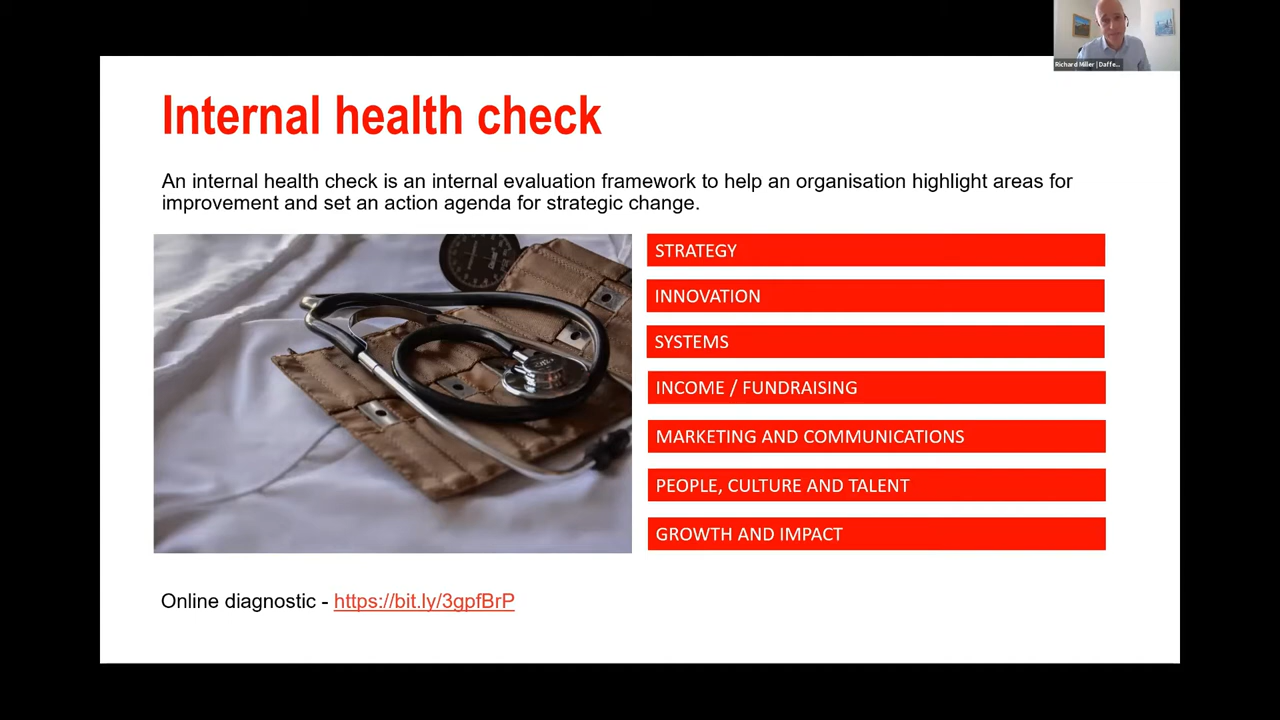 Richard Miller | Daffe...
Internal health check
An internal health check is an internal evaluation framework to help an organisation highlight areas for
improvement and set an action agenda for strategic change.
STRATEGY
INNOVATION
SYSTEMS
INCOME / FUNDRAISING
MARKETING AND COMMUNICATIONS
PEOPLE, CULTURE AND TALENT
GROWTH AND IMPACT
Online diagnostic - https://bit.ly/3gpfBrP